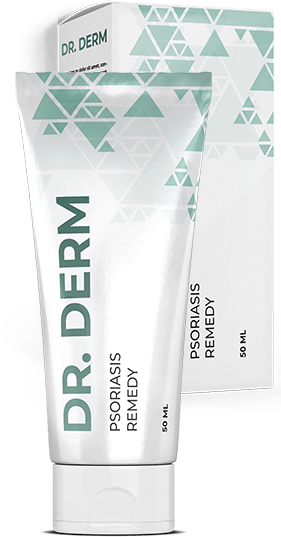 DR. DERM
DR. DERM
PSORIASIS
REMEDY
50 ML
PSORIASIS
REMEDY
50 ML